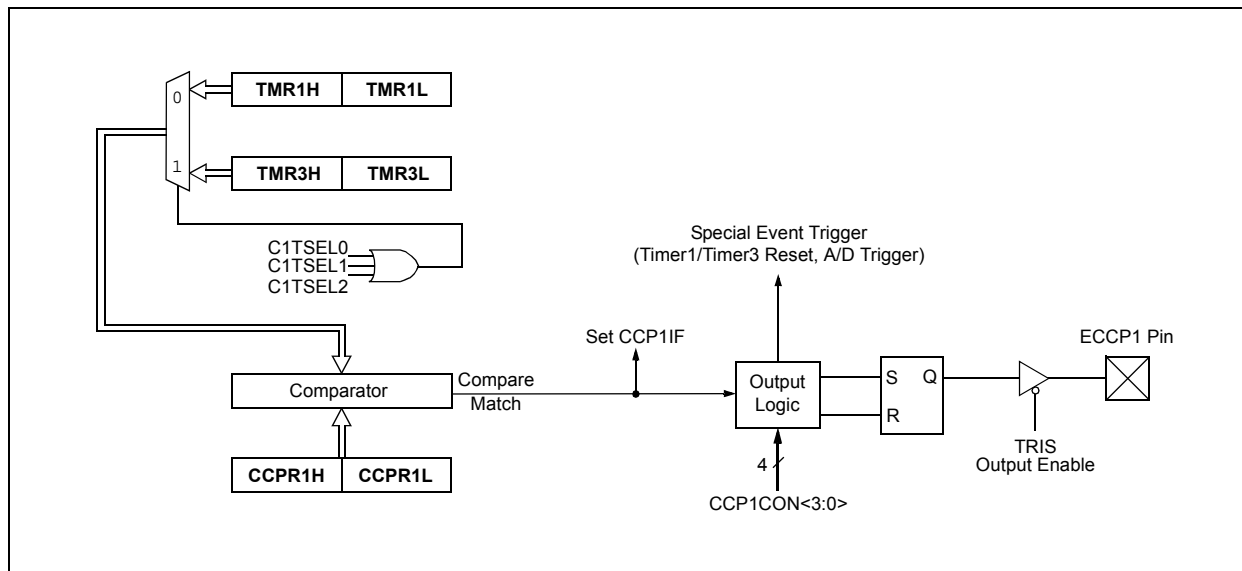 0
TMR1H TMR1L
1
TMR3H TMR3L
C1TSEL0
C1TSEL1
C1TSEL2
Special Event Trigger
(Timer1/Timer3 Reset, A/D Trigger)
Set CCP1IF
ECCP1 Pin
Comparator
Compare
Match
Output
Logic
S Q
R
CCPR1H CCPR1L
4
TRIS
Output Enable
CCP1CON<3:0>